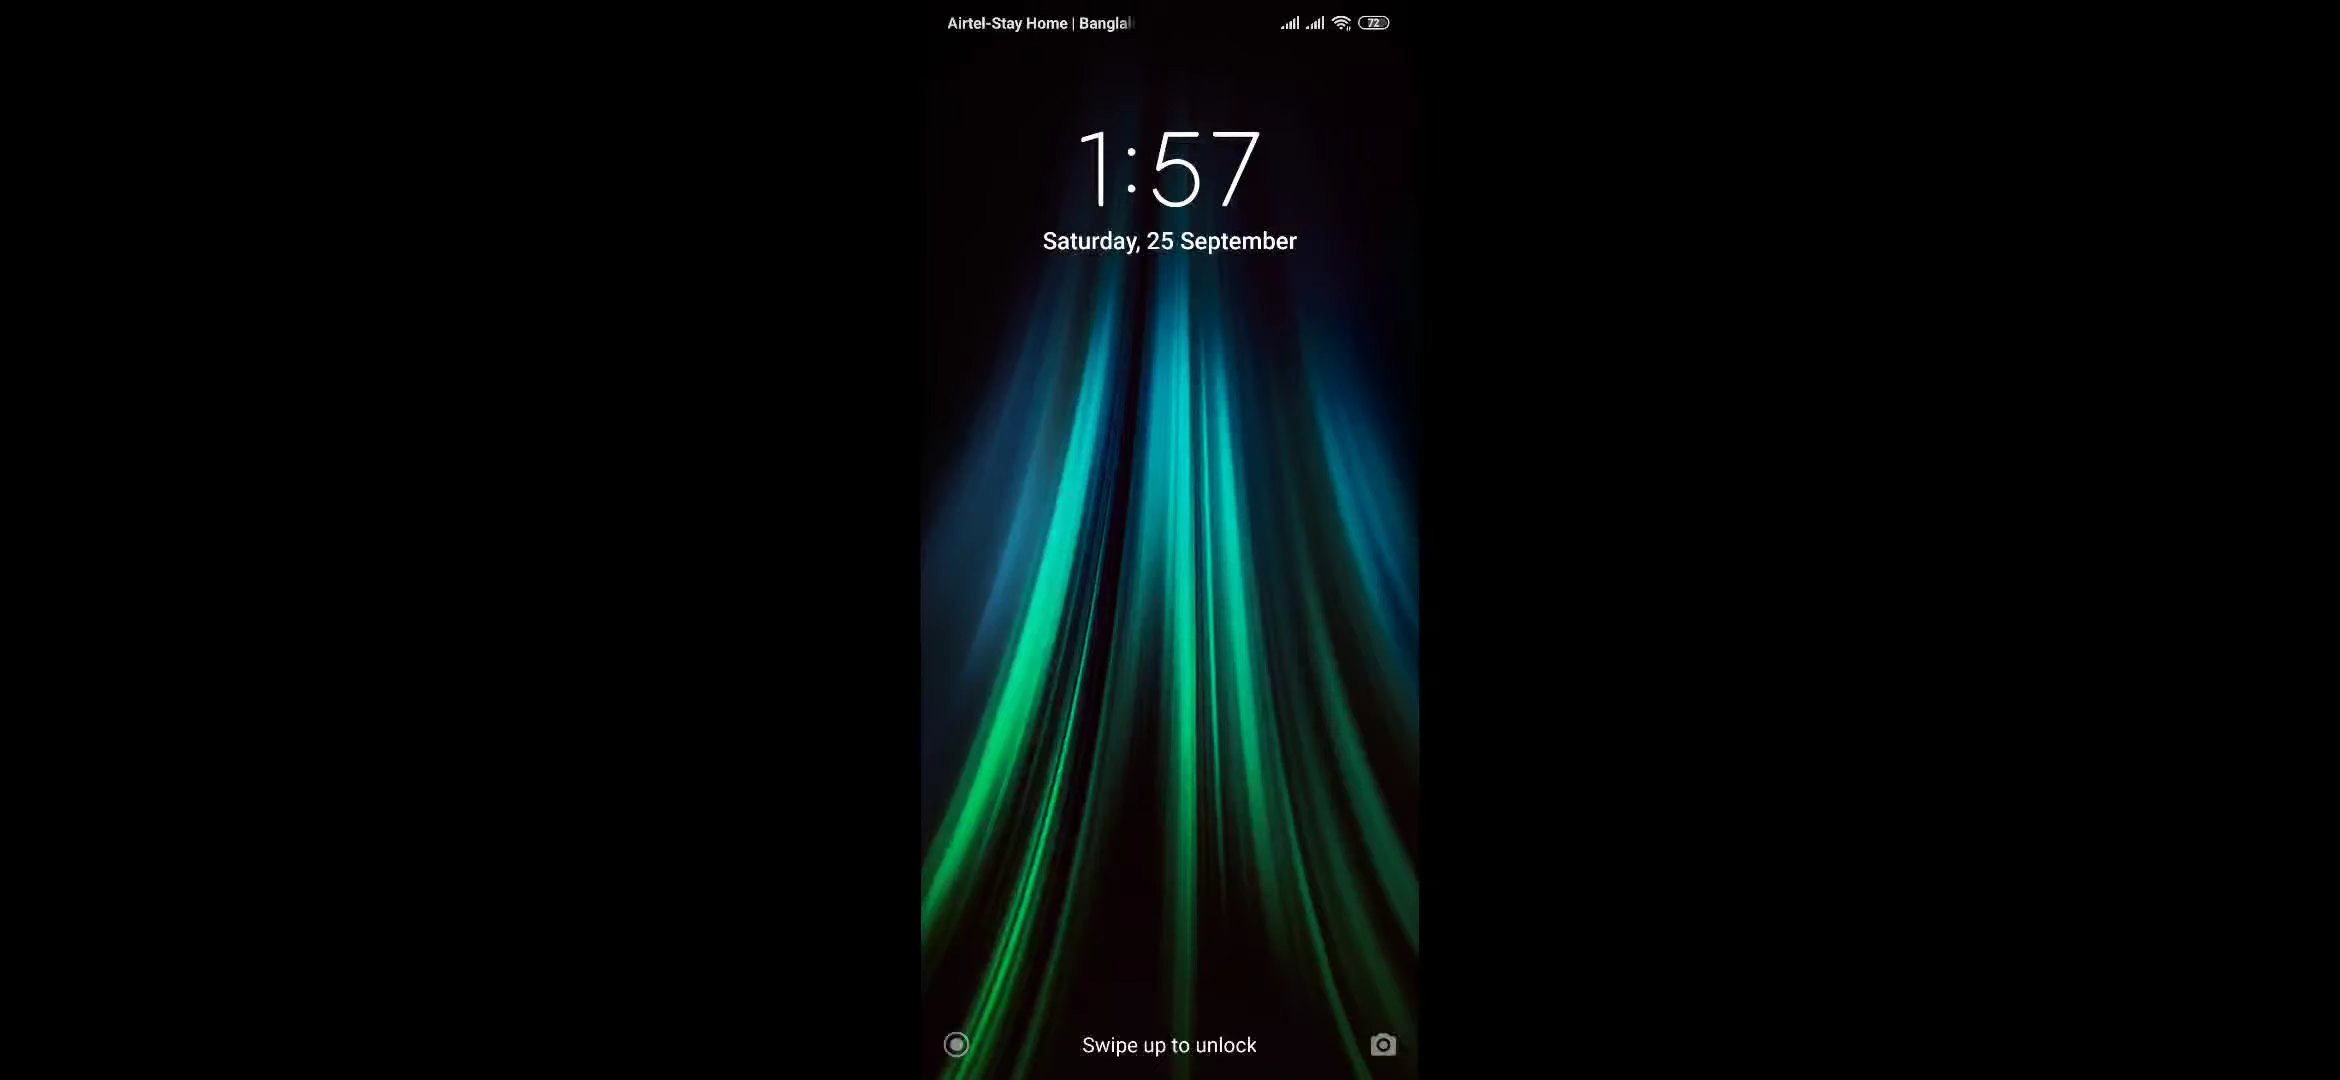 Airtel-Stay Home | Bangla
72
1:57
Saturday, 25 September
Swipe up to unlock